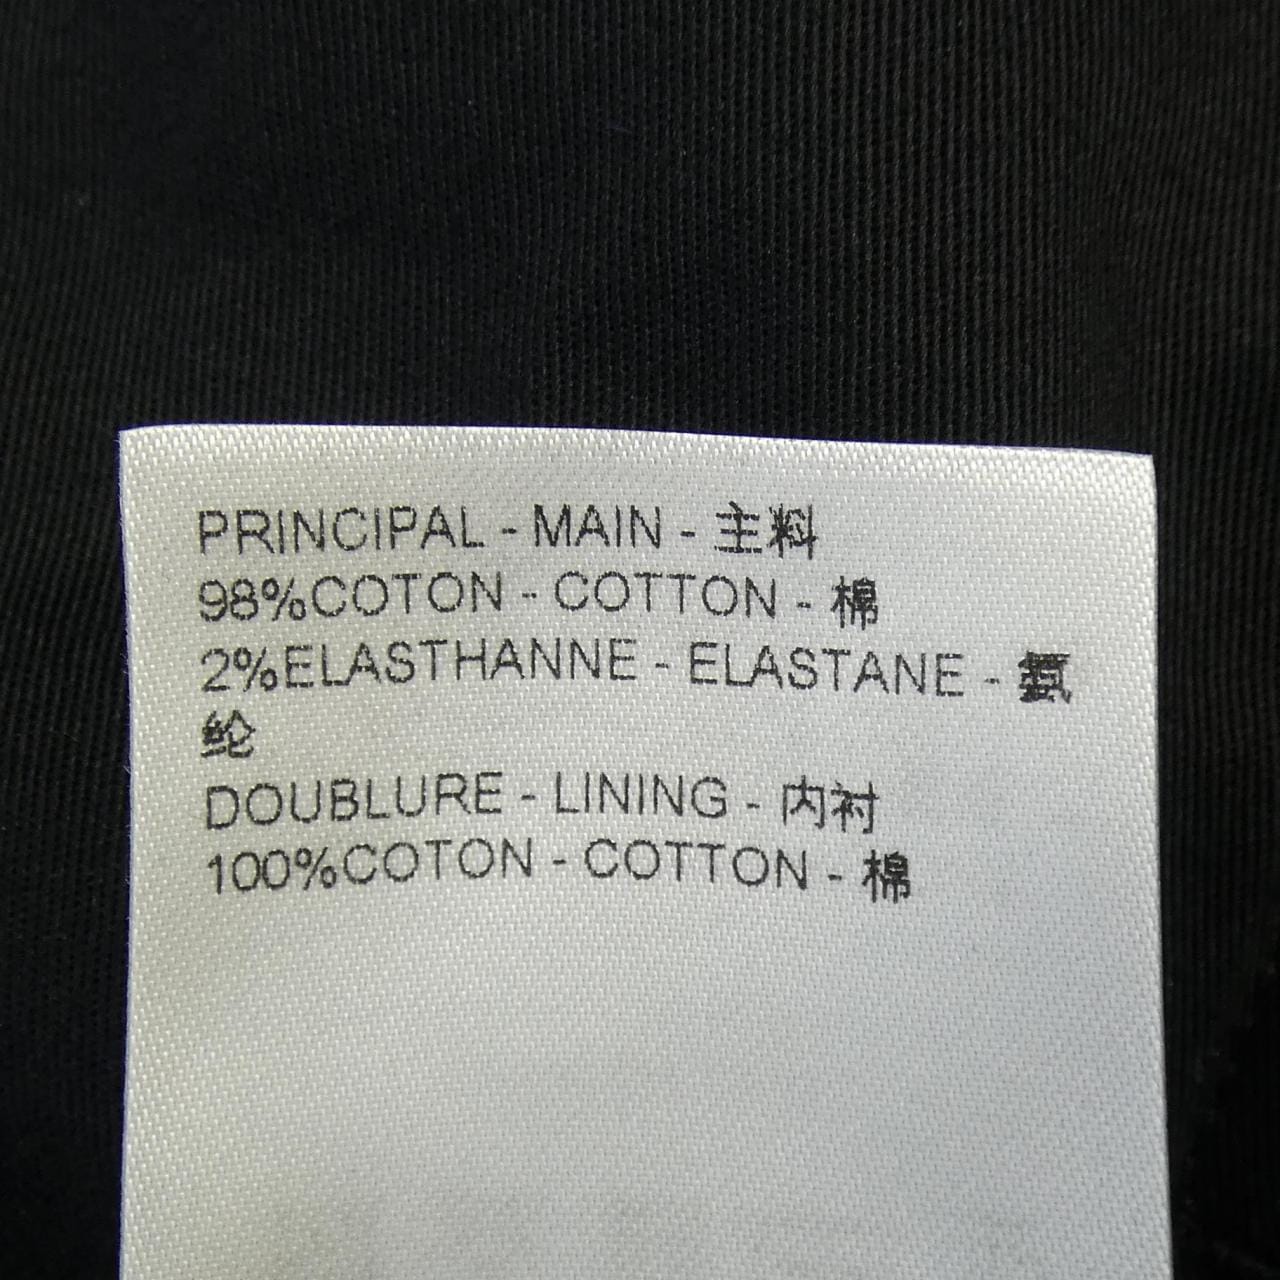 PRINCIPAL - MAIN - 主料
98%COTON - COTTON - 棉
2%ELASTHANNE - ELASTANE - 氨
纶
DOUBLURE - LINING - 内衬
100%COTON - COTTON - 棉